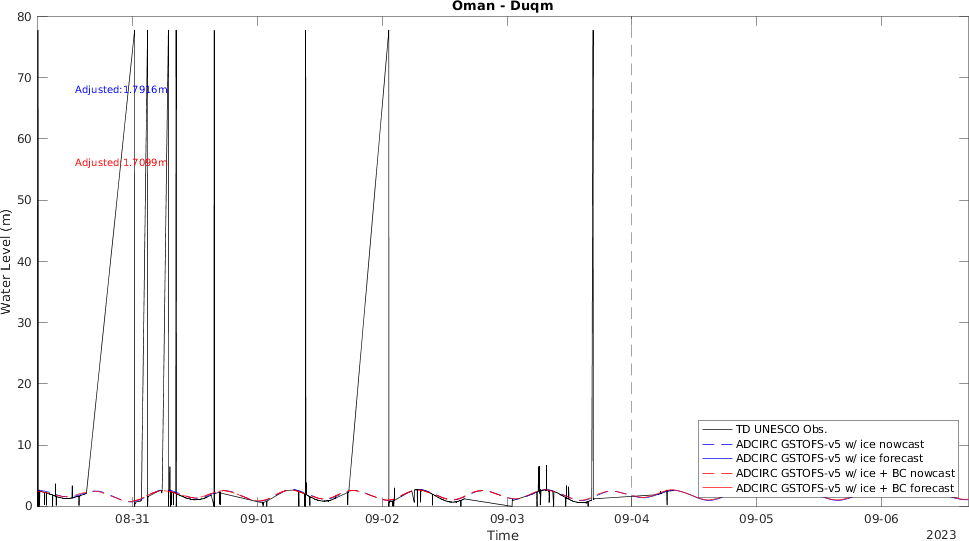 Oman - Duqm
80
70
60
50
40
30
20
10
0
Water Level (m)
Adjusted:1.7916m
Adjusted:1.7099m
TD UNESCO Obs.
ADCIRC GSTOFS-v5 w/ ice nowcast
ADCIRC GSTOFS-v5 w/ ice forecast
ADCIRC GSTOFS-v5 w/ ice + BC nowcast
ADCIRC GSTOFS-v5 w/ ice + BC forecast
08-31 09-01 09-02 09-03 09-04 09-05 09-06
Time
2023